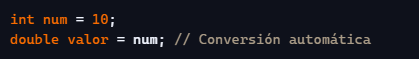 int num = 10;
double valor = num; // Conversión automática